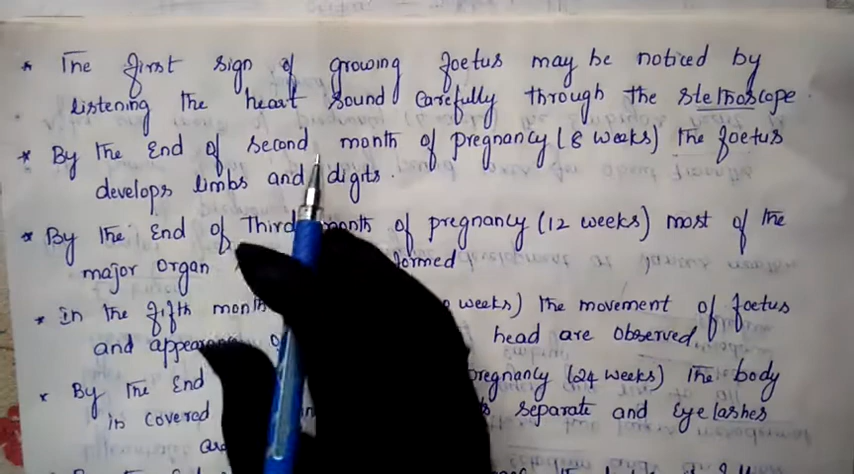 * The first sign of growing foetus may be noticed by
listening the heart sound carefully through the stethoscope.
* By the End of second month of pregnancy (8 weeks) the foetus
develops limbs and digits.
* By the End of Third month of pregnancy (12 weeks) most of the
major organ formed
* In the fifth month weeks) the movement of foetus
and head are observed.
* By the End pregnancy (24 weeks) The body
is covered separate and Eyelashes